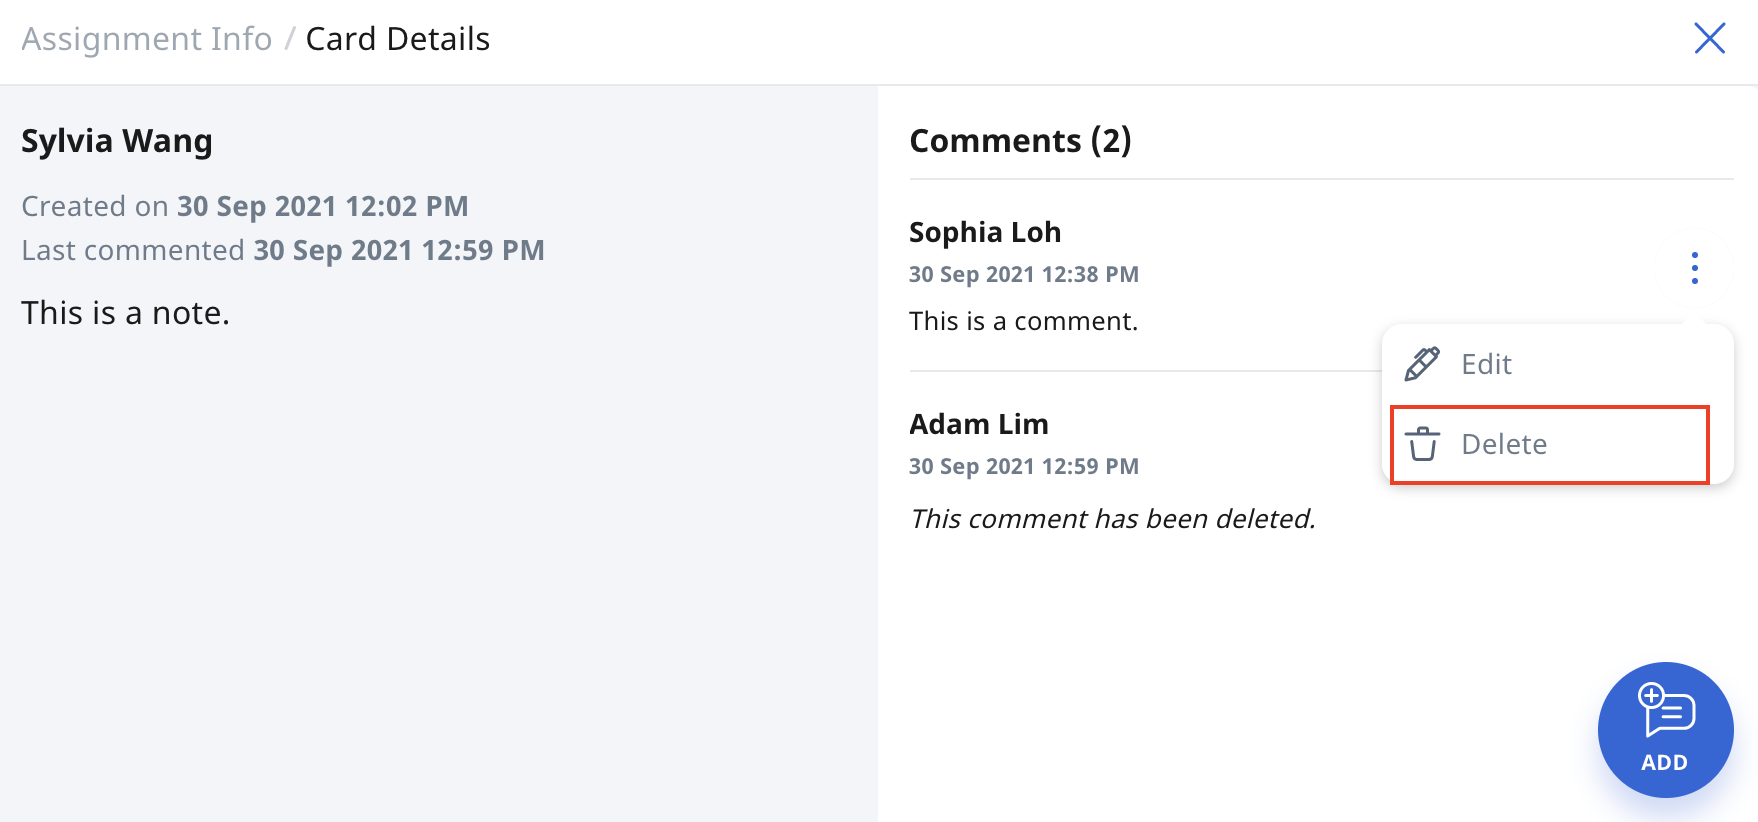 Assignment Info / Card Details
Sylvia Wang
Created on 30 Sep 2021 12:02 PM
Last commented 30 Sep 2021 12:59 PM
This is a note.
Comments (2)
Sophia Loh
30 Sep 2021 12:38 PM
This is a comment.
Edit
Delete
Adam Lim
30 Sep 2021 12:59 PM
This comment has been deleted.
ADD